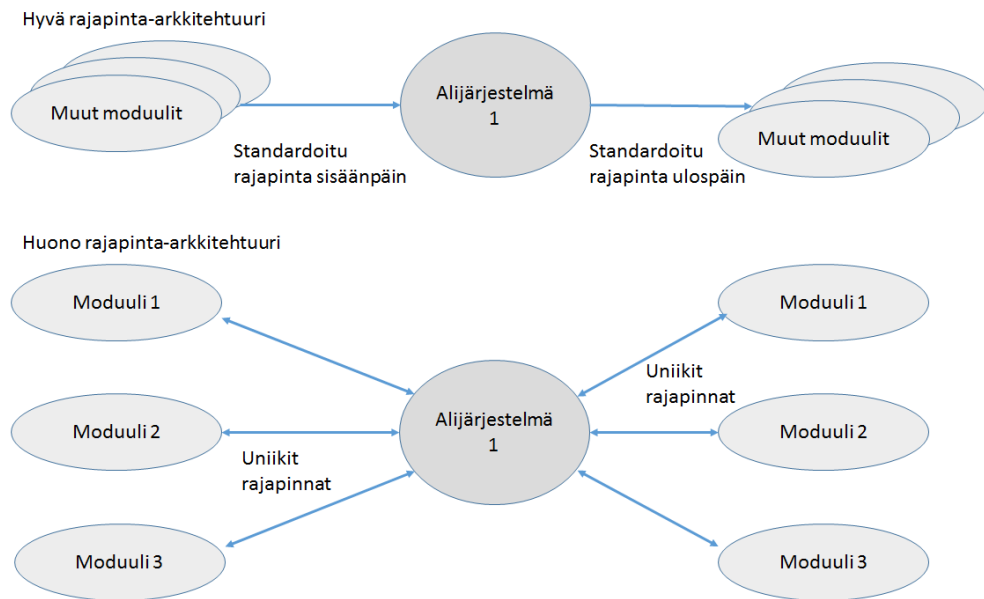 Hyvä rajapinta-arkkitehtuuri
Muut moduulit
Alijärjestelmä
1
Muut moduulit
Standardoitu
rajapinta sisäänpäin
Standardoitu
rajapinta ulospäin
Huono rajapinta-arkkitehtuuri
Moduuli 1
Moduuli 1
Uniikit
rajapinnat
Moduuli 2
Alijärjestelmä
1
Moduuli 2
Uniikit
rajapinnat
Moduuli 3
Moduuli 3